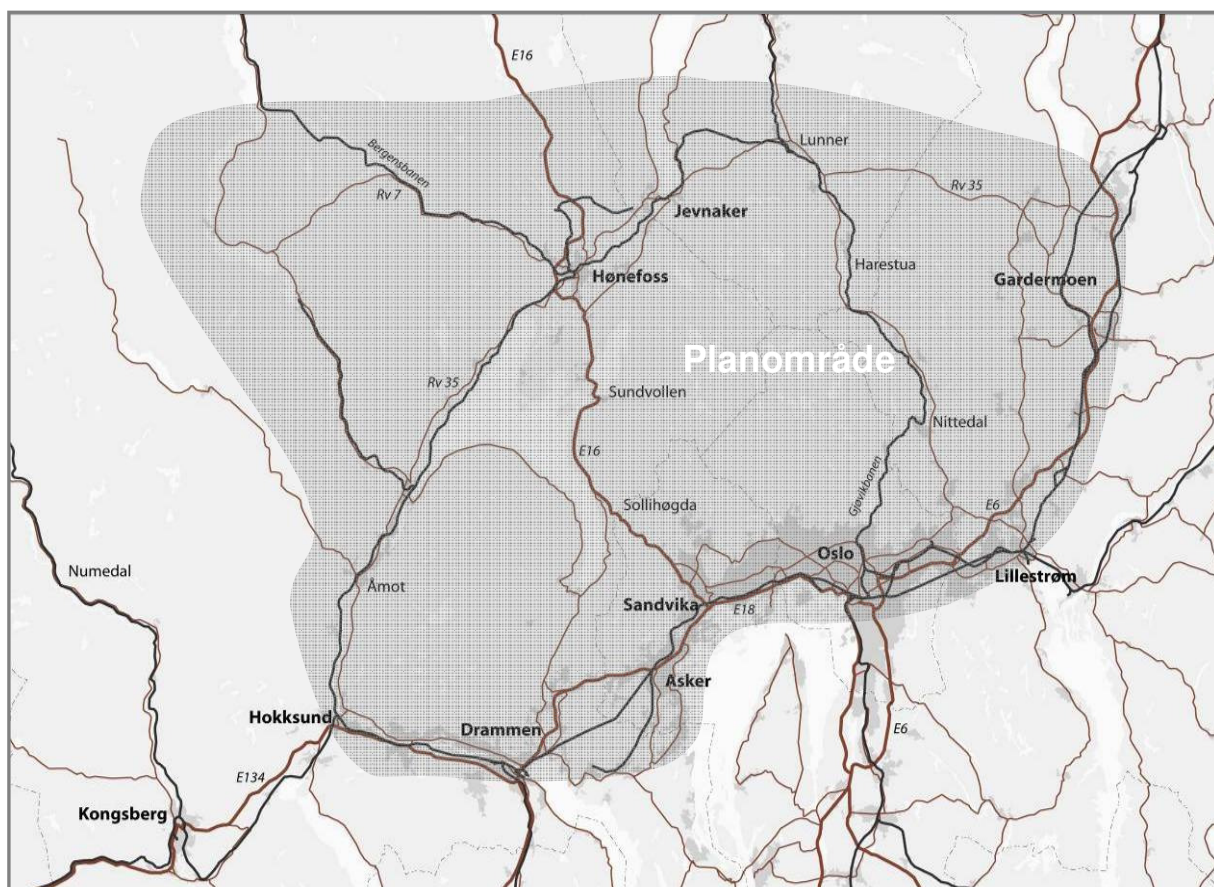 E16
Lunner
Bergensbanen
Rv 7
Rv 35
Jevnaker
Harestua
Hønefoss
Gardermoen
Planområde
Rv 35
Sundvollen
Nittedal
E16
Gjøvikbanen
Sollihøgda
E6
Oslo
Numedal
Åmot
Lillestrøm
Sandvika
E18
Asker
Hokksund
Drammen
E6
E134
Kongsberg